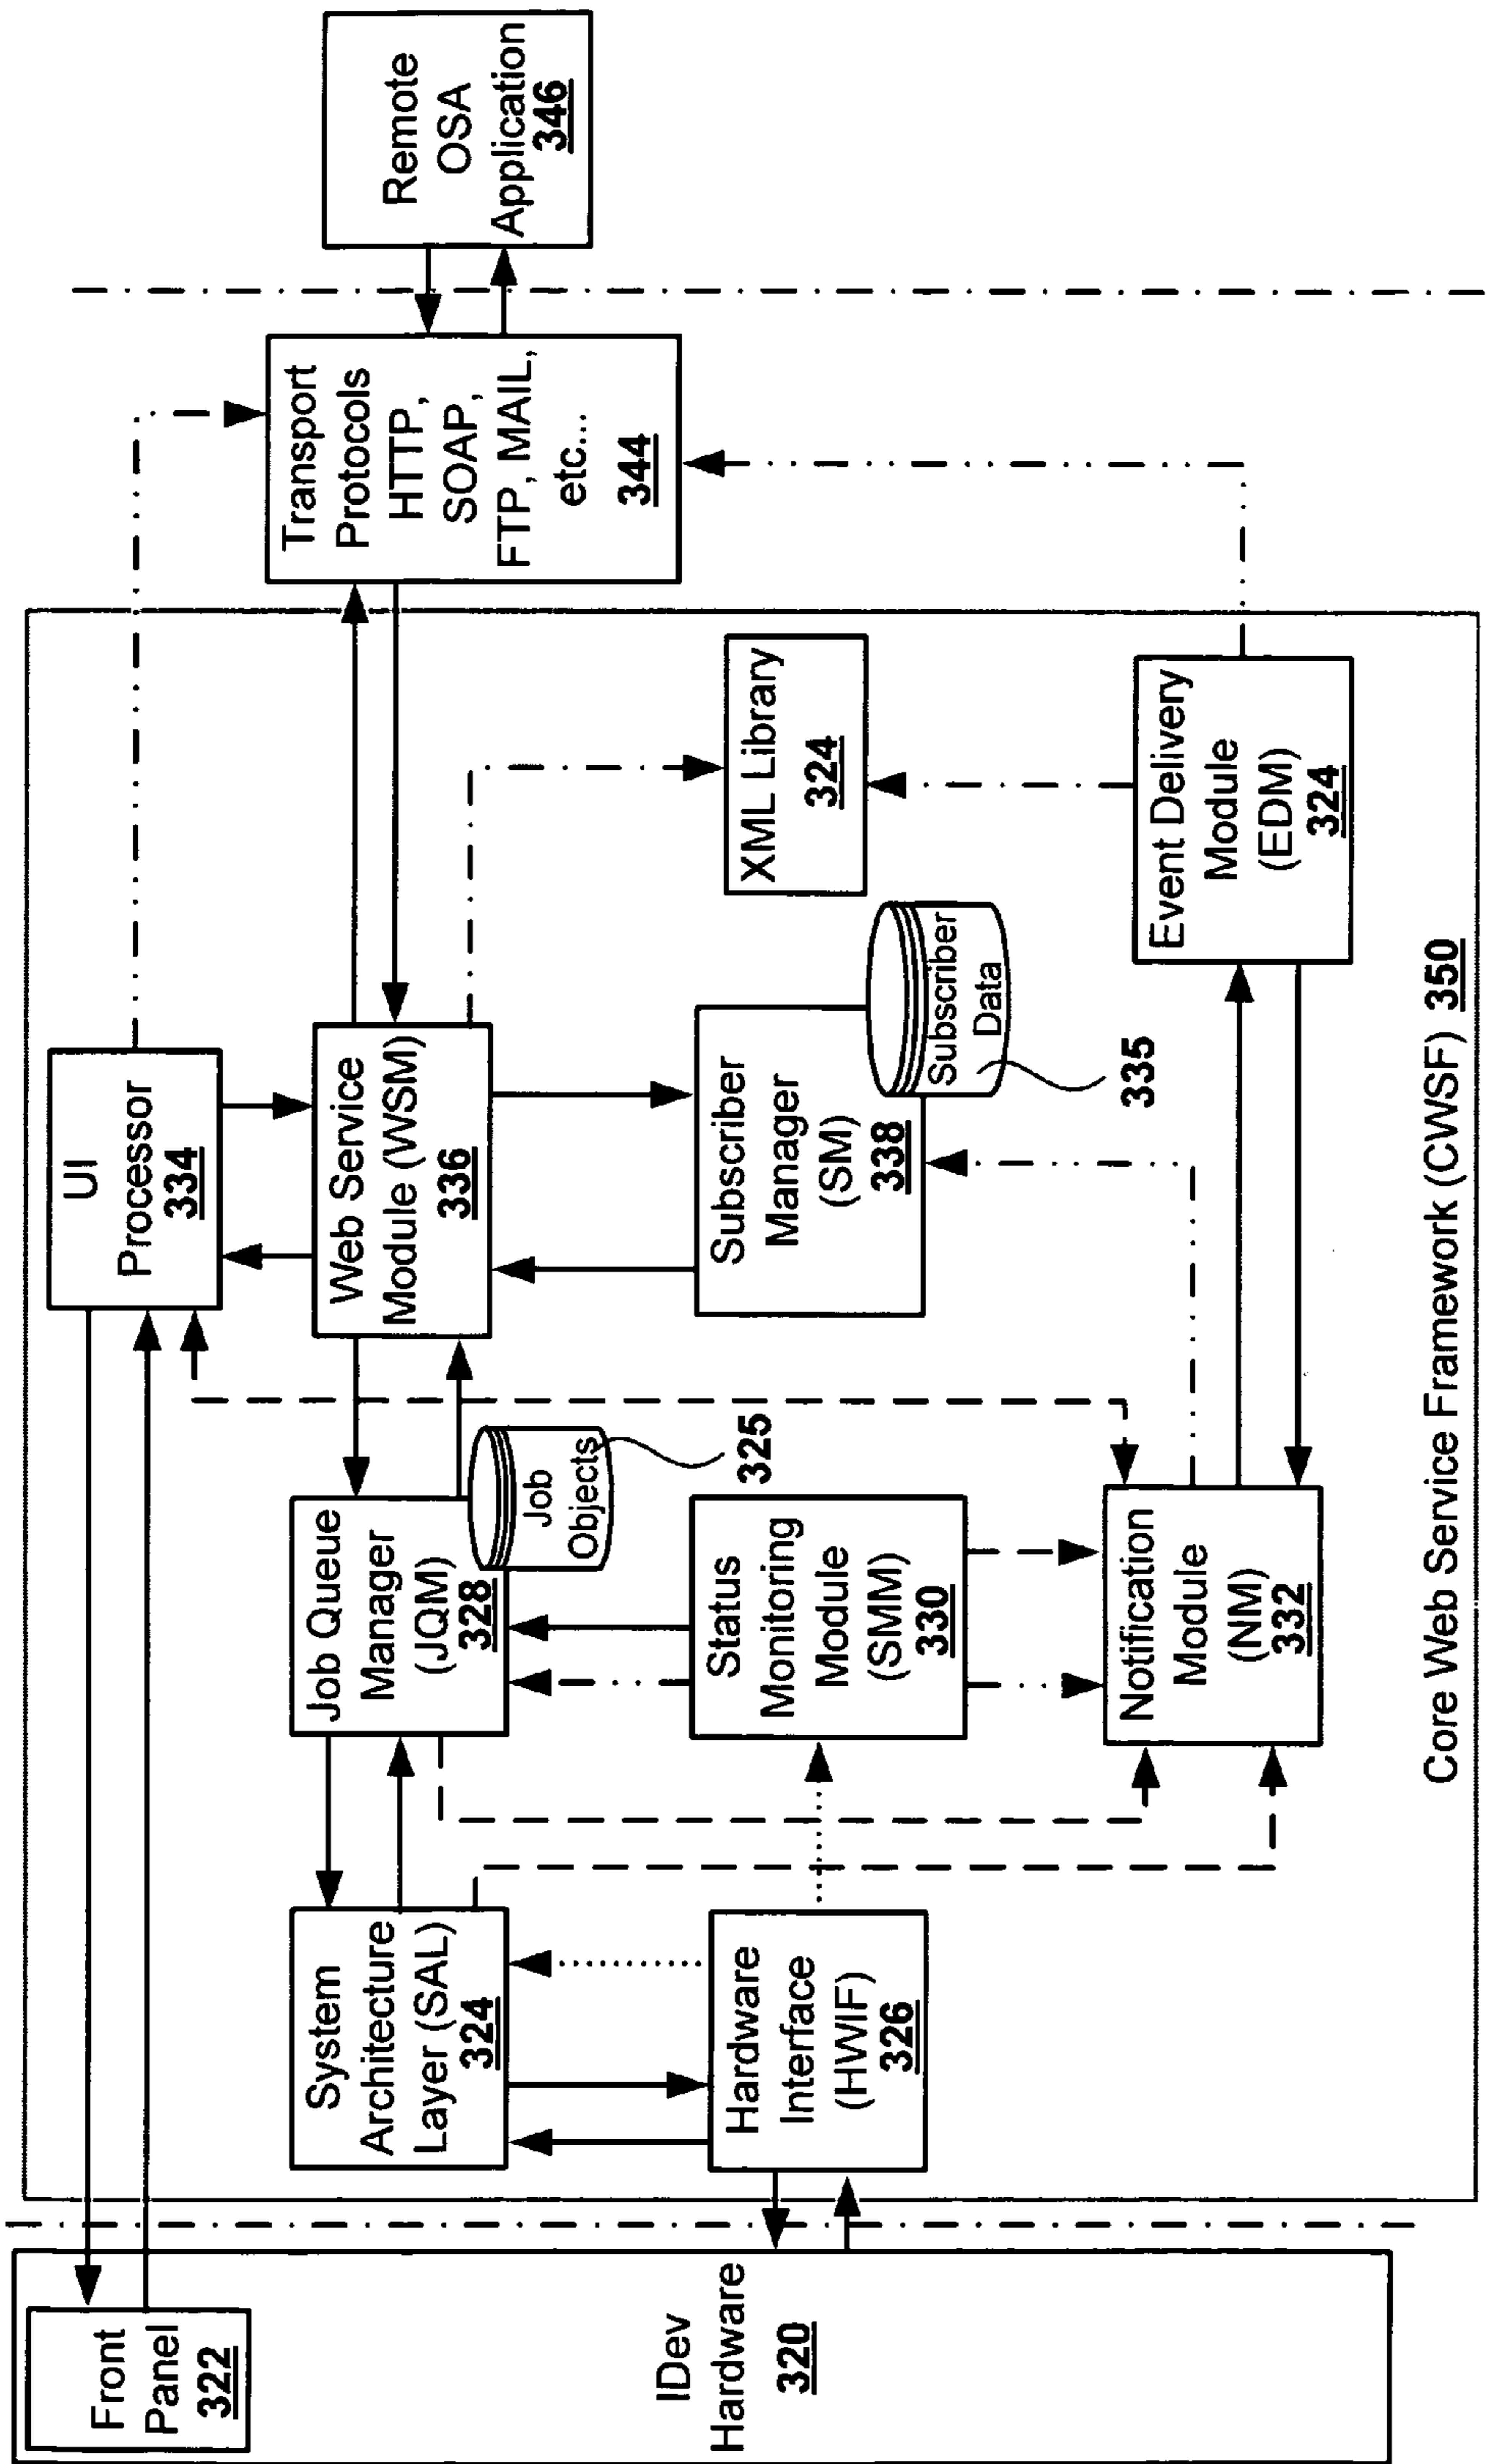 Front
Panel
322
IDev
Hardware
320
System
Architecture
Layer (SAL)
324
Hardware
Interface
(HWIF)
326
Job Queue
Manager
(JQM)
328
Job
Objects
325
Status
Monitoring
Module
(SMM)
330
Notification
Module
(NM)
332
UI
Processor
334
Web Service
Module (WSM)
336
Subscriber
Manager
(SM)
338
Subscriber
Data
335
XML Library
324
Event Delivery
Module
(EDM)
324
Core Web Service Framework (CWSF) 350
Transport
Protocols
HTTP,
SOAP,
FTP, MAIL,
etc...
344
Remote
OSA
Application
346